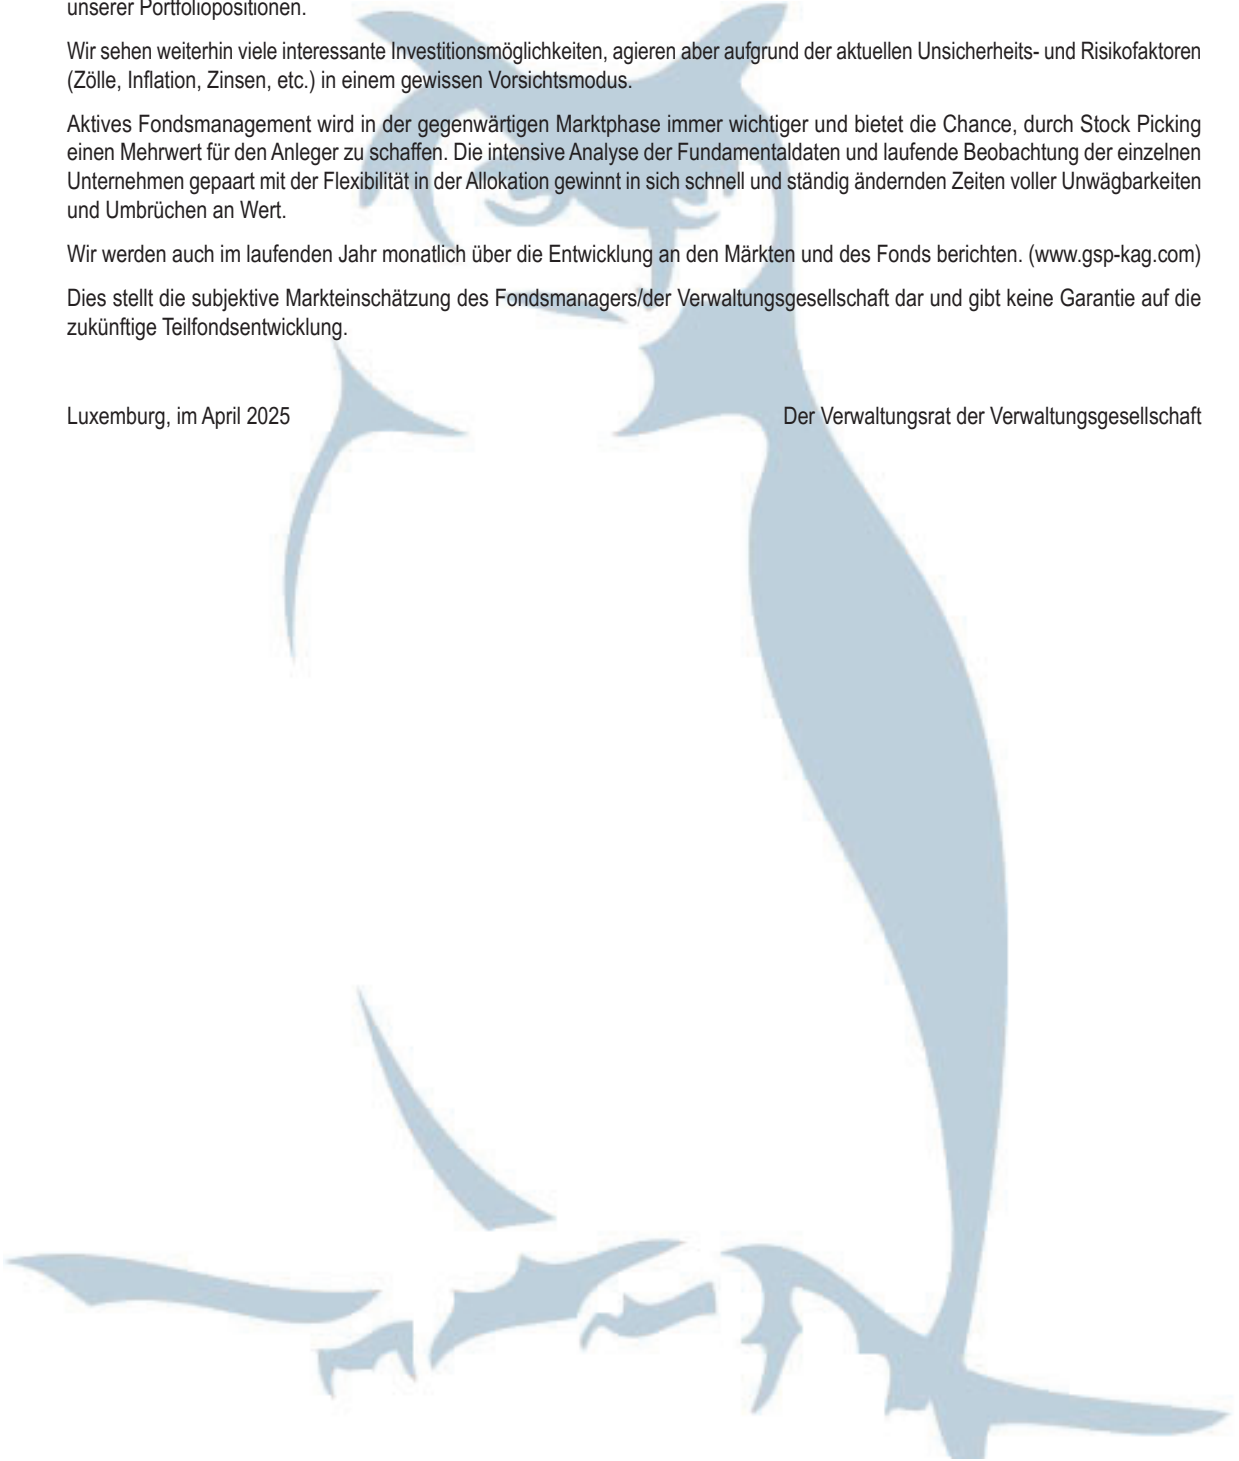 unserer Portfoliopositionen.
Wir sehen weiterhin viele interessante Investitionsmöglichkeiten, agieren aber aufgrund der aktuellen Unsicherheits- und Risikofaktoren
(Zölle, Inflation, Zinsen, etc.) in einem gewissen Vorsichtsmodus.
Aktives Fondsmanagement wird in der gegenwärtigen Marktphase immer wichtiger und bietet die Chance, durch Stock Picking
einen Mehrwert für den Anleger zu schaffen. Die intensive Analyse der Fundamentaldaten und laufende Beobachtung der einzelnen
Unternehmen gepaart mit der Flexibilität in der Allokation gewinnt in sich schnell und ständig ändernden Zeiten voller Unwägbarkeiten
und Umbrüchen an Wert.
Wir werden auch im laufenden Jahr monatlich über die Entwicklung an den Märkten und des Fonds berichten. (www.gsp-kag.com)
Dies stellt die subjektive Markteinschätzung des Fondsmanagers/der Verwaltungsgesellschaft dar und gibt keine Garantie auf die
zukünftige Teilfondsentwicklung.
Luxemburg, im April 2025 Der Verwaltungsrat der Verwaltungsgesellschaft